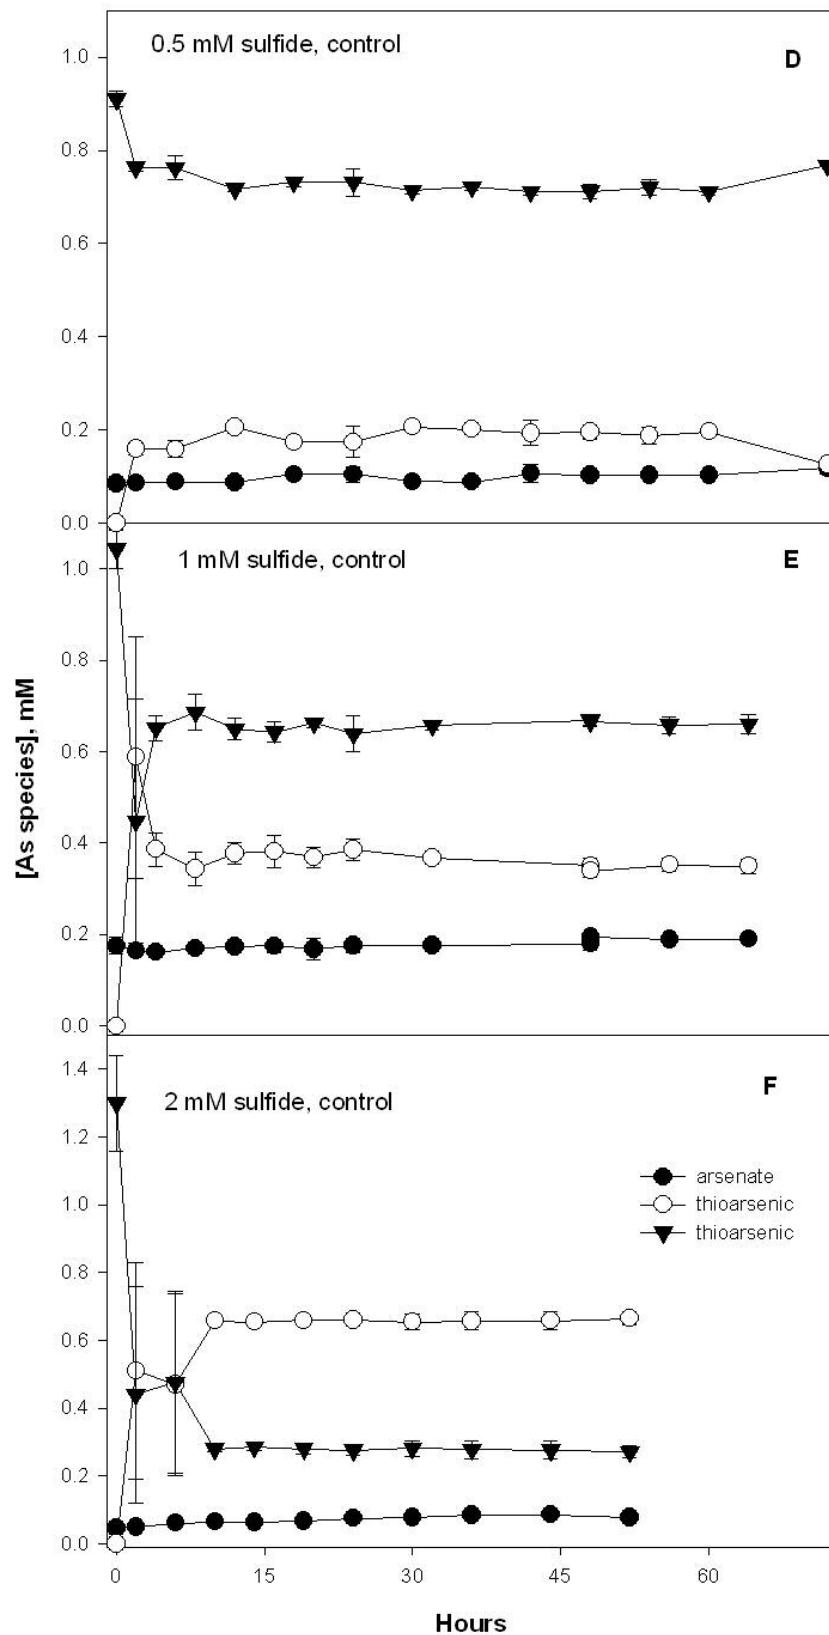 0.5 mM sulfide, control
D
1.0
0.8
0.6
0.4
0.2
0.0
1 mM sulfide, control
E
1.0
0.8
0.6
0.4
0.2
0.0
[As species], mM
2 mM sulfide, control
F
1.4
1.2
1.0
0.8
0.6
0.4
0.2
0.0
arsenate
thioarsenic
thioarsenic
0 15 30 45 60
Hours